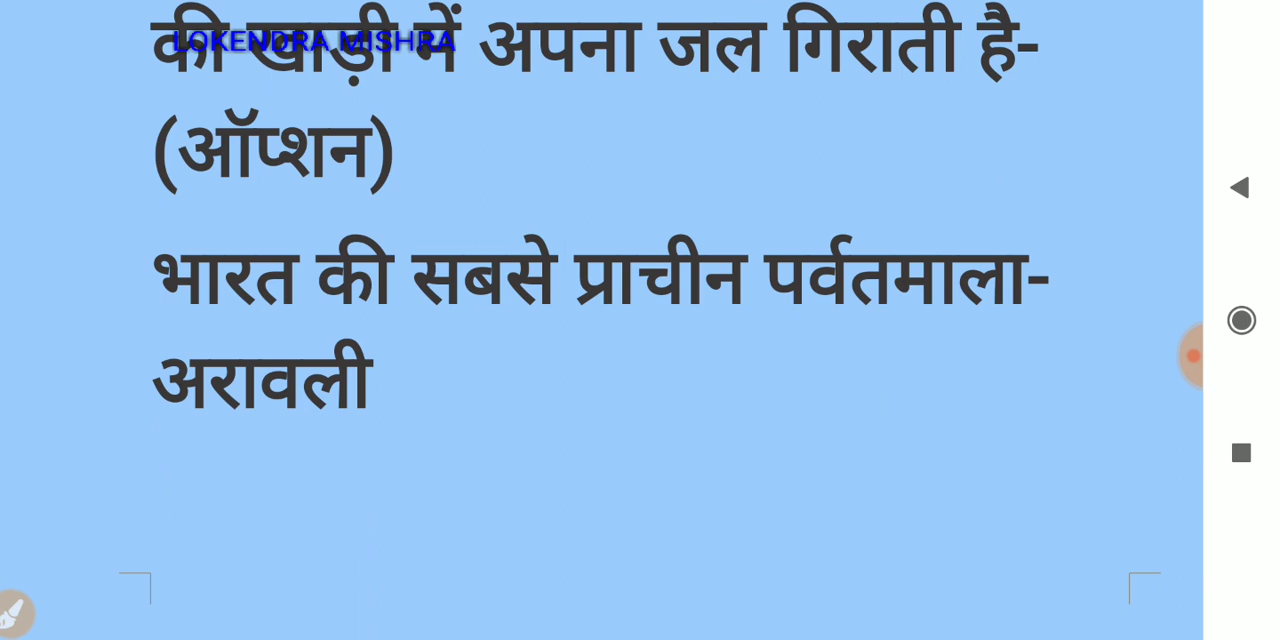 की खाड़ी में अपना जल गिराती है-
LOKENDRA MISHRA
(ऑप्शन)
भारत की सबसे प्राचीन पर्वतमाला-
अरावली